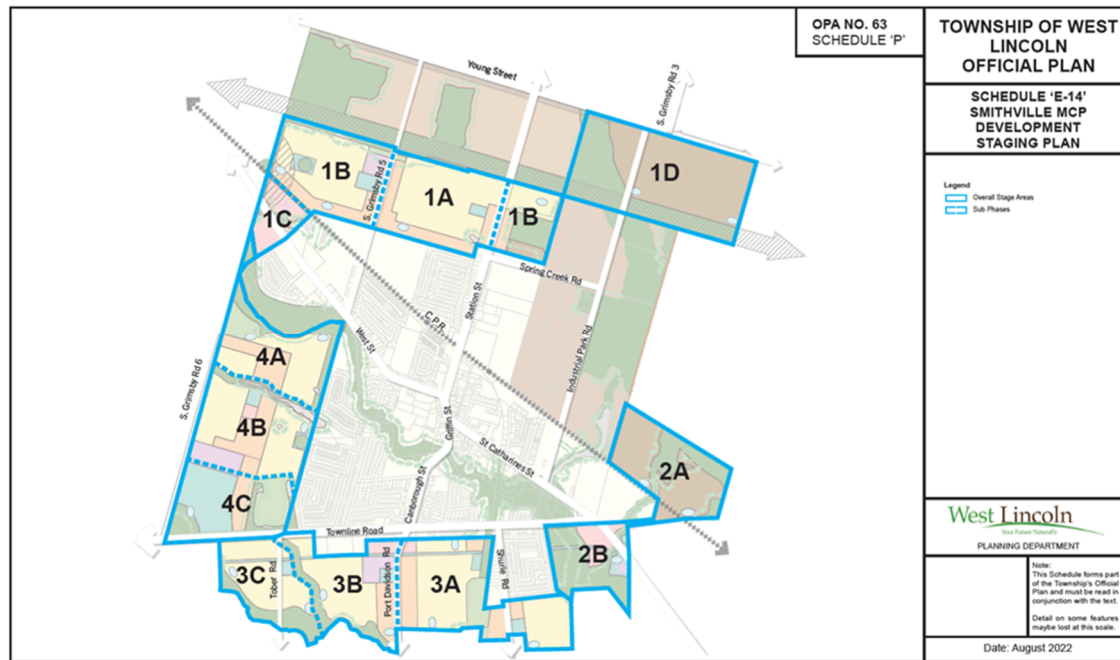 OPA NO. 63
SCHEDULE ‘P’
TOWNSHIP OF WEST
LINCOLN
OFFICIAL PLAN
SCHEDULE ‘E-14’
SMITHVILLE MCP
DEVELOPMENT
STAGING PLAN
Legend
Overall Stage Areas
Sub Phases
Young Street
S. Grimsby Rd 3
1D
1B
S. Grimsby Rd 5
1A
1B
1C
Spring Creek Rd
Station St
C.P.R.
West St
Industrial Park Rd
S. Grimsby Rd 6
4A
4B
4C
Griffin St
St Catharines St
Canborough St
2A
Townline Road
2B
Shurie Rd
3C
Tober Rd
3B
Port Davidson Rd
3A
West Lincoln
Your Future Naturally
PLANNING DEPARTMENT
Note:
This Schedule forms part
of the Township's Official
Plan and must be read in
conjunction with the text.
Detail on some features
maybe lost at this scale.
Date: August 2022